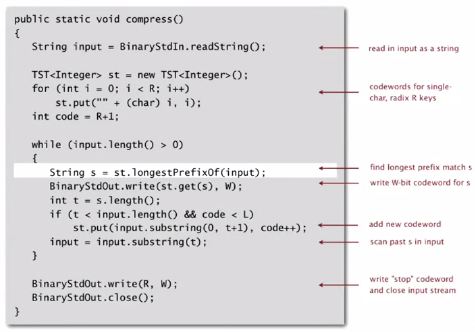 public static void compress()
{
String input = BinaryStdIn.readString();
read in input as a string
TST<Integer> st = new TST<Integer>();
for (int i = 0; i < R; i++)
st.put("" + (char) i, i);
int code = R+1;
codewords for single-
char, radix R keys
while (input.length() > 0)
{
String s = st.longestPrefixOf(input);
find longest prefix match s
BinaryStdOut.write(st.get(s), W);
write W-bit codeword for s
int t = s.length();
if (t < input.length() && code < L)
st.put(input.substring(0, t+1), code++);
add new codeword
input = input.substring(t);
scan past s in input
}
BinaryStdOut.write(R, W);
BinaryStdOut.close();
write "stop" codeword
and close input stream
}